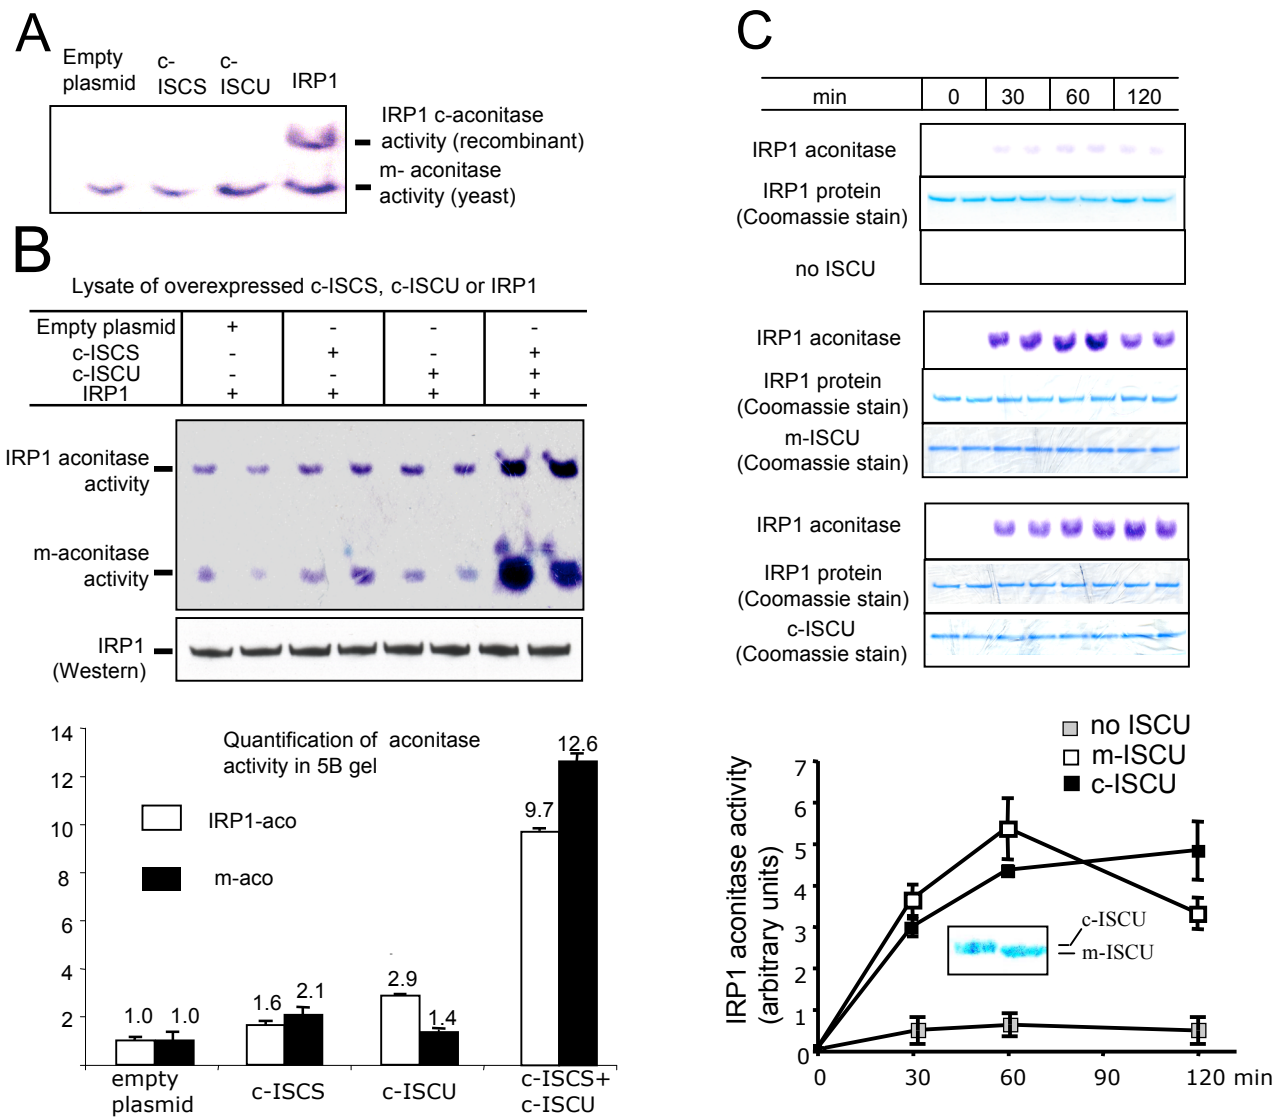 A
Empty
plasmid
c-
ISCS
c-
ISCU
IRP1
IRP1 c-aconitase
activity (recombinant)
m- aconitase
activity (yeast)
B
Lysate of overexpressed c-ISCS, c-ISCU or IRP1
Empty plasmid + - - -
c-ISCS - + - +
c-ISCU - - + +
IRP1 + + + +
IRP1 aconitase
activity
m-aconitase
activity
IRP1
(Western)
Quantification of aconitase
activity in 5B gel
IRP1-aco
m-aco
14
12
10
8
6
4
2
1.0 1.0
1.6 2.1
2.9 1.4
9.7 12.6
empty
plasmid
c-ISCS
c-ISCU
c-ISCS+
c-ISCU
C
min 0 30 60 120
IRP1 aconitase
IRP1 protein
(Coomassie stain)
no ISCU
IRP1 aconitase
IRP1 protein
(Coomassie stain)
m-ISCU
(Coomassie stain)
IRP1 aconitase
IRP1 protein
(Coomassie stain)
c-ISCU
(Coomassie stain)
no ISCU
m-ISCU
c-ISCU
IRP1 aconitase activity
(arbitrary units)
7
6
5
4
3
2
1
0
c-ISCU
m-ISCU
0 30 60 90 120 min